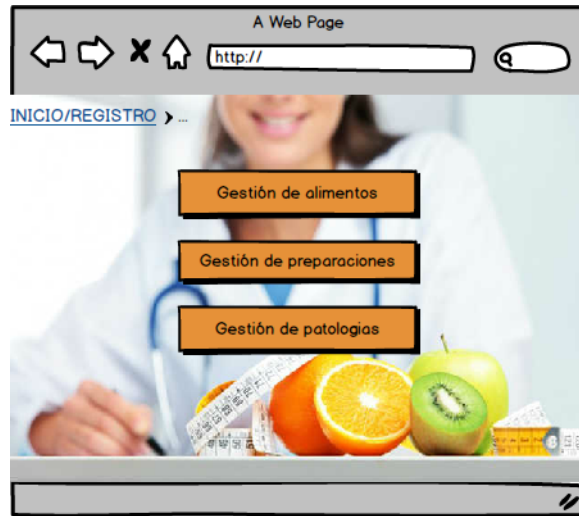 A Web Page
http://
INICIO/REGISTRO > ...
Gestión de alimentos
Gestión de preparaciones
Gestión de patologias